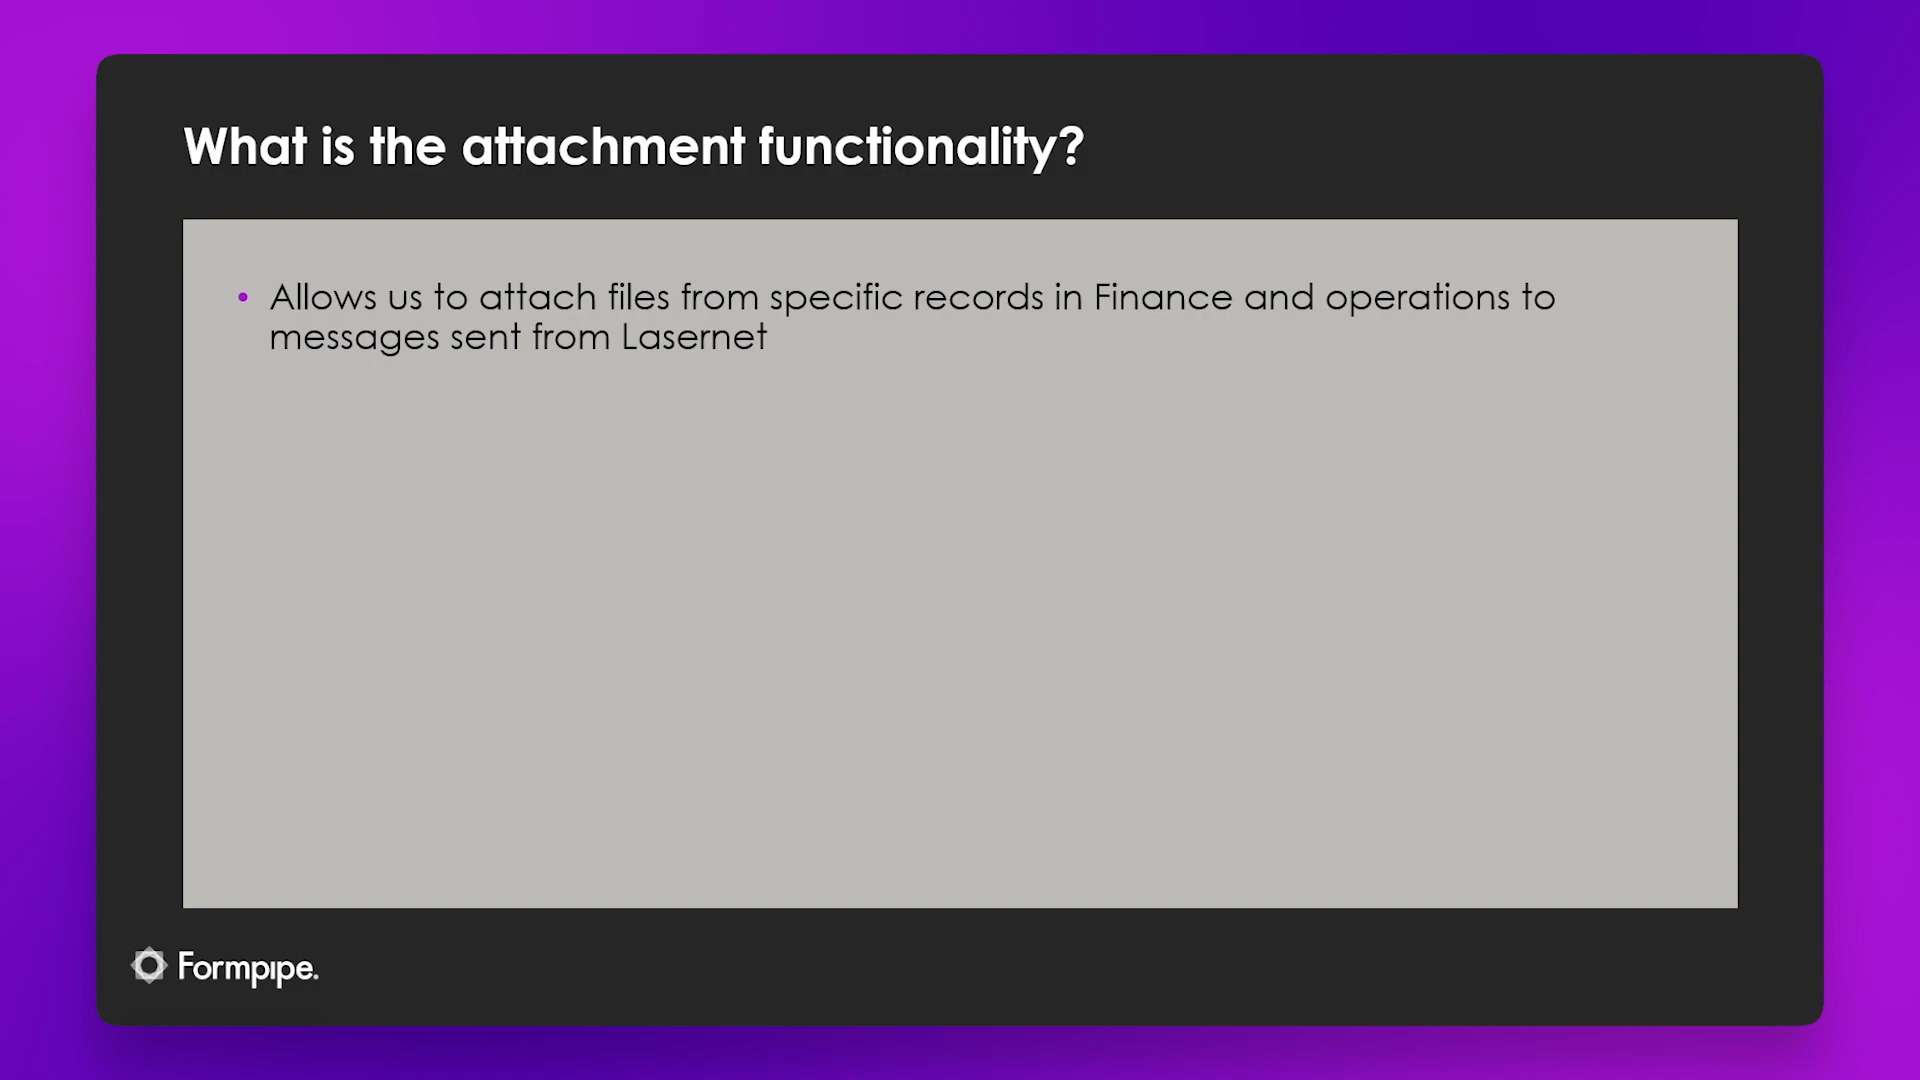 What is the attachment functionality?
• Allows us to attach files from specific records in Finance and operations to
messages sent from Lasernet
Formpipe.